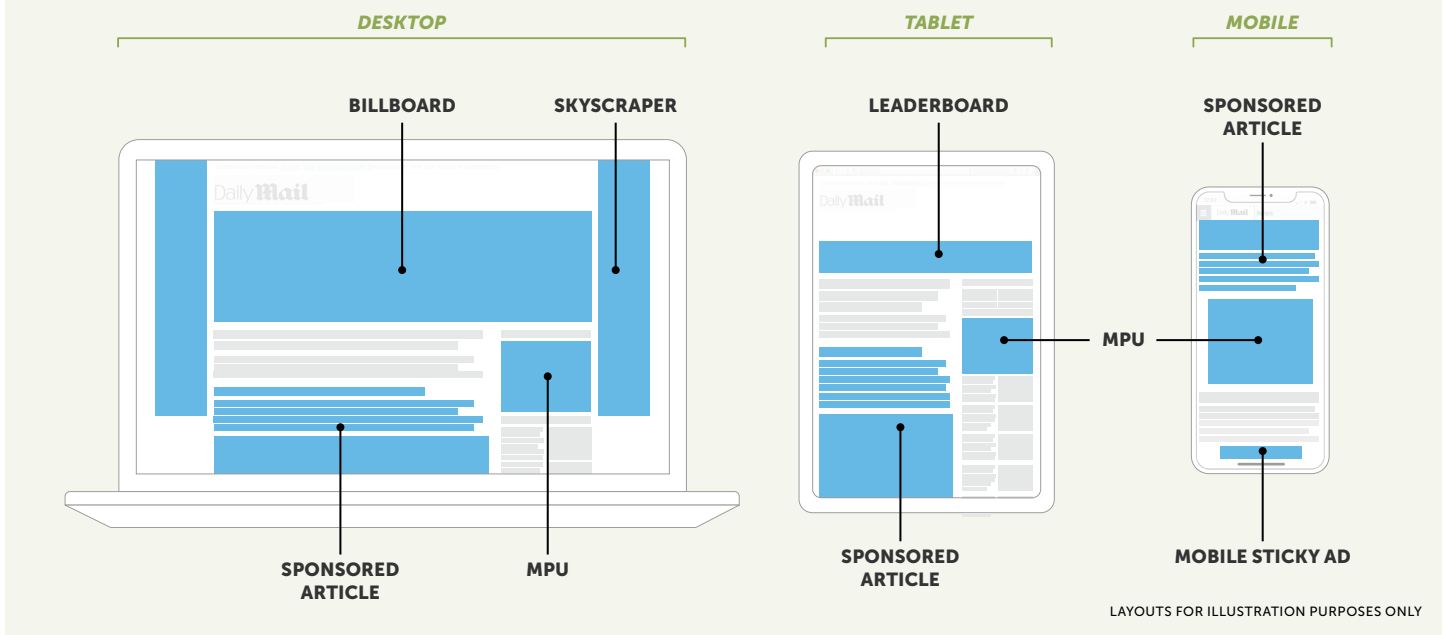 DESKTOP
TABLET
MOBILE
BILLBOARD
SKYSCRAPER
LEADERBOARD
SPONSORED
ARTICLE
Daily Mail
Daily Mail
Daily Mail
MPU
SPONSORED
ARTICLE
MPU
SPONSORED
ARTICLE
MOBILE STICKY AD
LAYOUTS FOR ILLUSTRATION PURPOSES ONLY